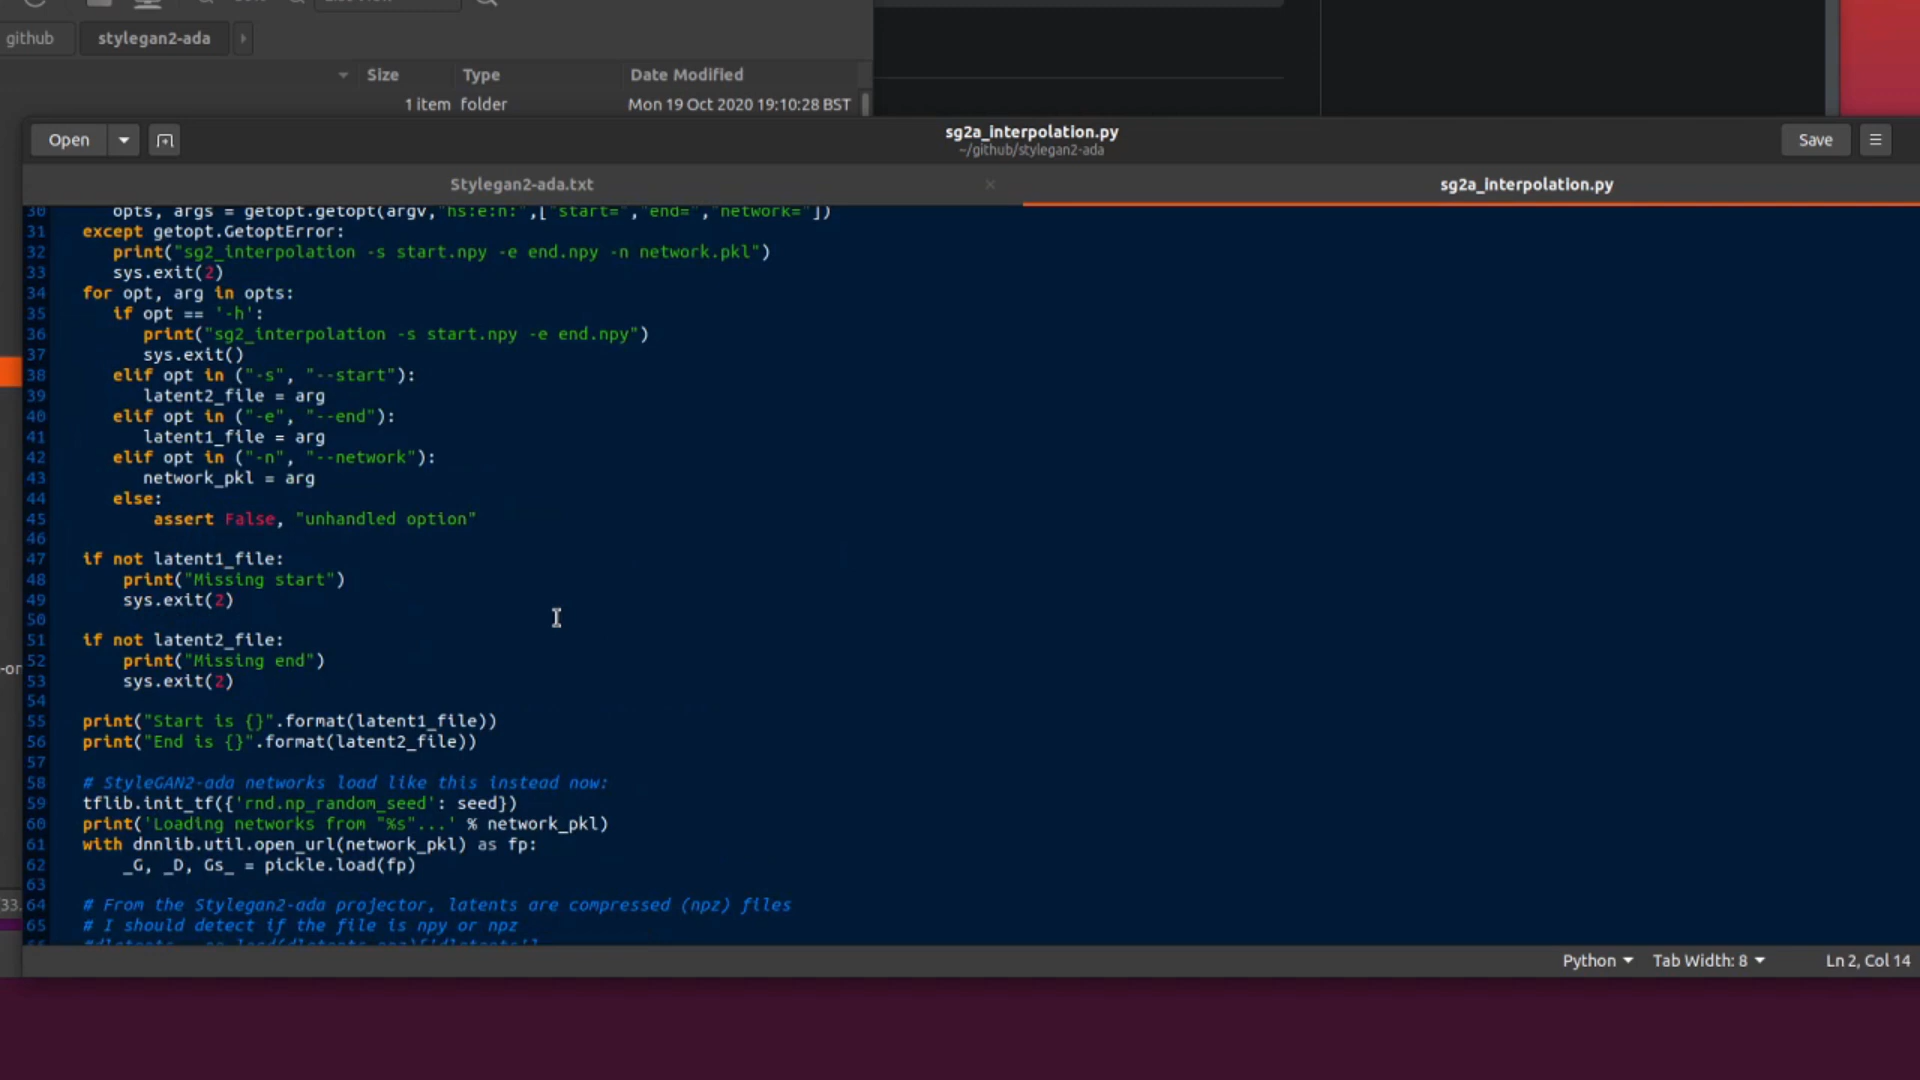 github
stylegan2-ada
Size Type Date Modified
1 item folder Mon 19 Oct 2020 19:10:28 BST
Open
sg2a_interpolation.py
~/github/stylegan2-ada
Save
Stylegan2-ada.txt
sg2a_interpolation.py
30 opts, args = getopt.getopt(argv,"hs:e:n:",["start=","end=","network="])
31 except getopt.GetoptError:
32 print("sg2_interpolation -s start.npy -e end.npy -n network.pkl")
33 sys.exit(2)
34 for opt, arg in opts:
35 if opt == '-h':
36 print("sg2_interpolation -s start.npy -e end.npy")
37 sys.exit()
38 elif opt in ("-s", "--start"):
39 latent2_file = arg
40 elif opt in ("-e", "--end"):
41 latent1_file = arg
42 elif opt in ("-n", "--network"):
43 network_pkl = arg
44 else:
45 assert False, "unhandled option"
46
47 if not latent1_file:
48 print("Missing start")
49 sys.exit(2)
50
51 if not latent2_file:
52 print("Missing end")
53 sys.exit(2)
54
55 print("Start is {}".format(latent1_file))
56 print("End is {}".format(latent2_file))
57
58 # StyleGAN2-ada networks load like this instead now:
59 tflib.init_tf({'rnd.np_random_seed': seed})
60 print('Loading networks from "%s"...' % network_pkl)
61 with dnnlib.util.open_url(network_pkl) as fp:
62 _G, _D, Gs_ = pickle.load(fp)
63
64 # From the Stylegan2-ada projector, latents are compressed (npz) files
65 # I should detect if the file is npy or npz
-or
33.
Python Tab Width: 8 Ln 2, Col 14